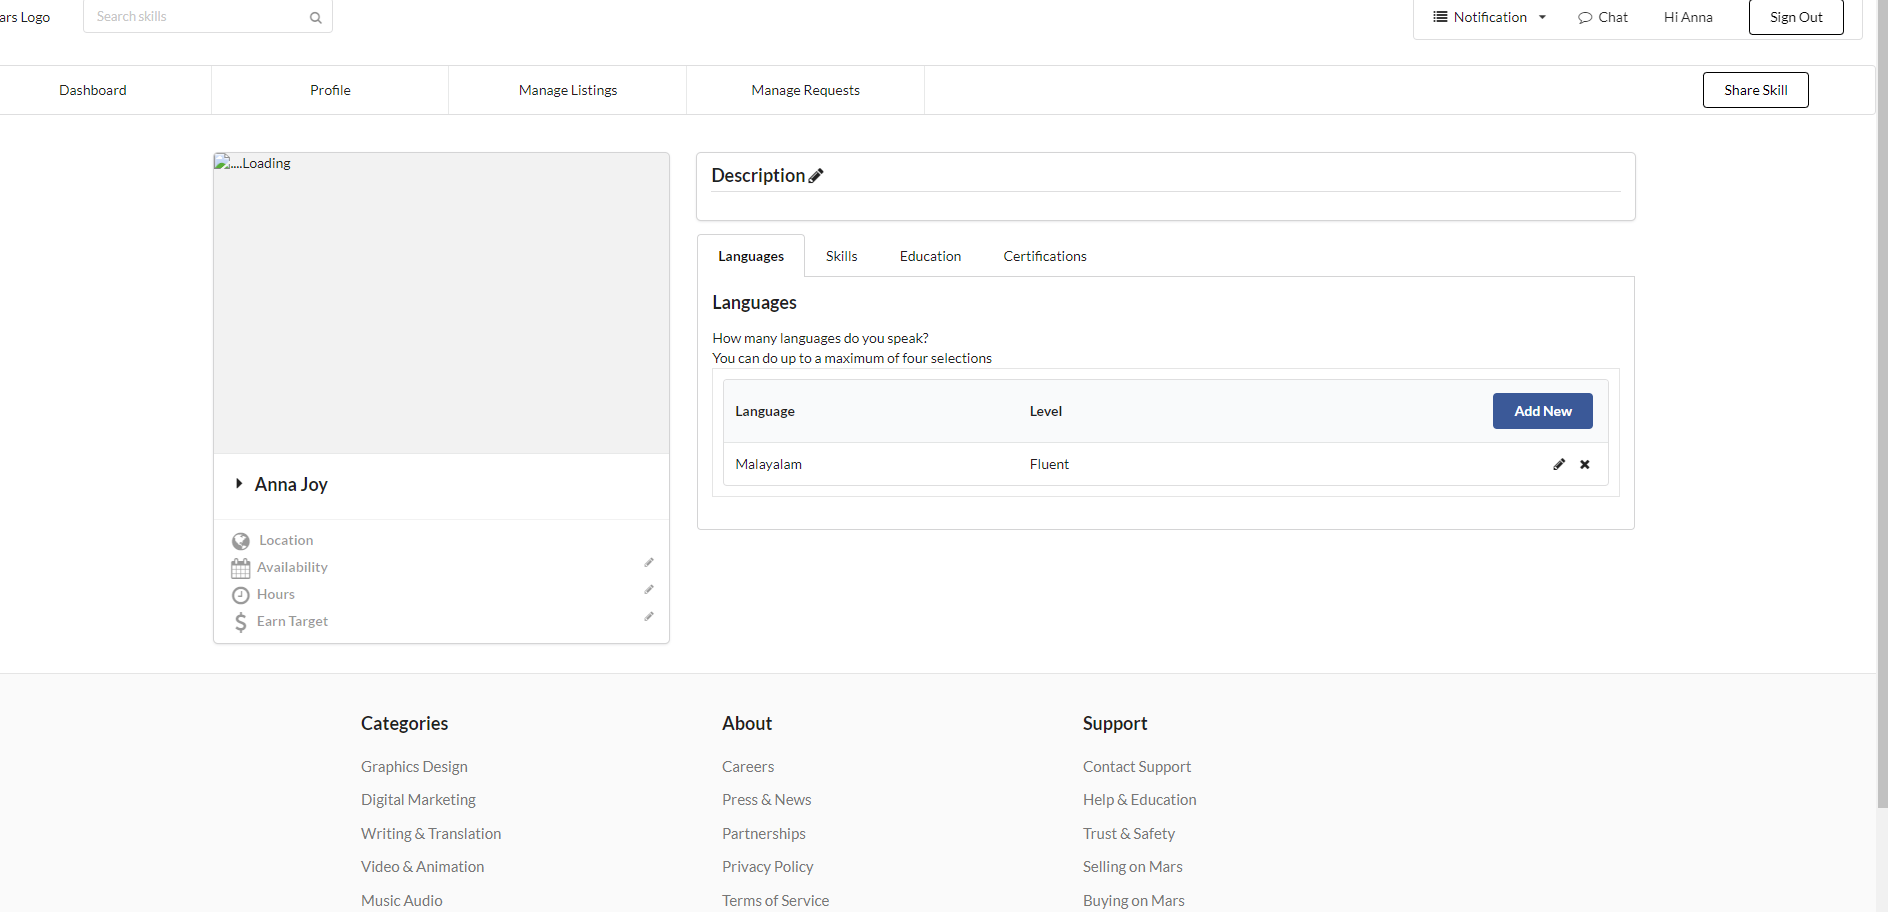 ars Logo
Search skills
Notification
Chat
Hi Anna
Sign Out
Dashboard
Profile
Manage Listings
Manage Requests
Share Skill
....Loading
Anna Joy
Location
Availability
Hours
Earn Target
Description
Languages
Skills
Education
Certifications
Languages
How many languages do you speak?
You can do up to a maximum of four selections
Language
Level
Add New
Malayalam
Fluent
Categories
Graphics Design
Digital Marketing
Writing & Translation
Video & Animation
Music Audio
About
Careers
Press & News
Partnerships
Privacy Policy
Terms of Service
Support
Contact Support
Help & Education
Trust & Safety
Selling on Mars
Buying on Mars